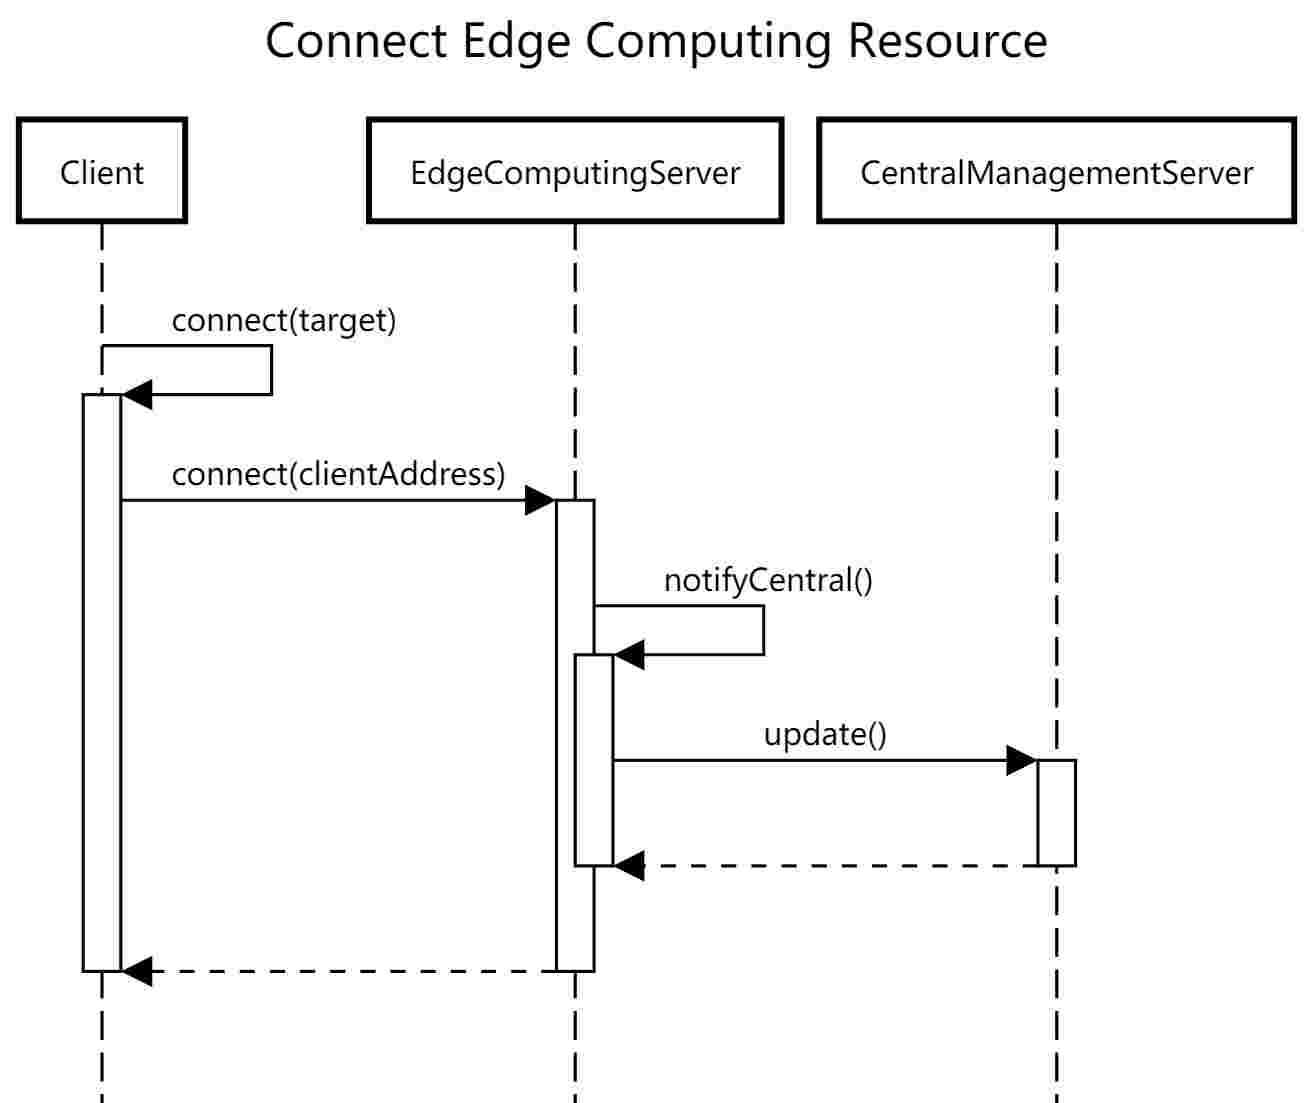 Connect Edge Computing Resource
Client
EdgeComputingServer
CentralManagementServer
connect(target)
connect(clientAddress)
notifyCentral()
update()